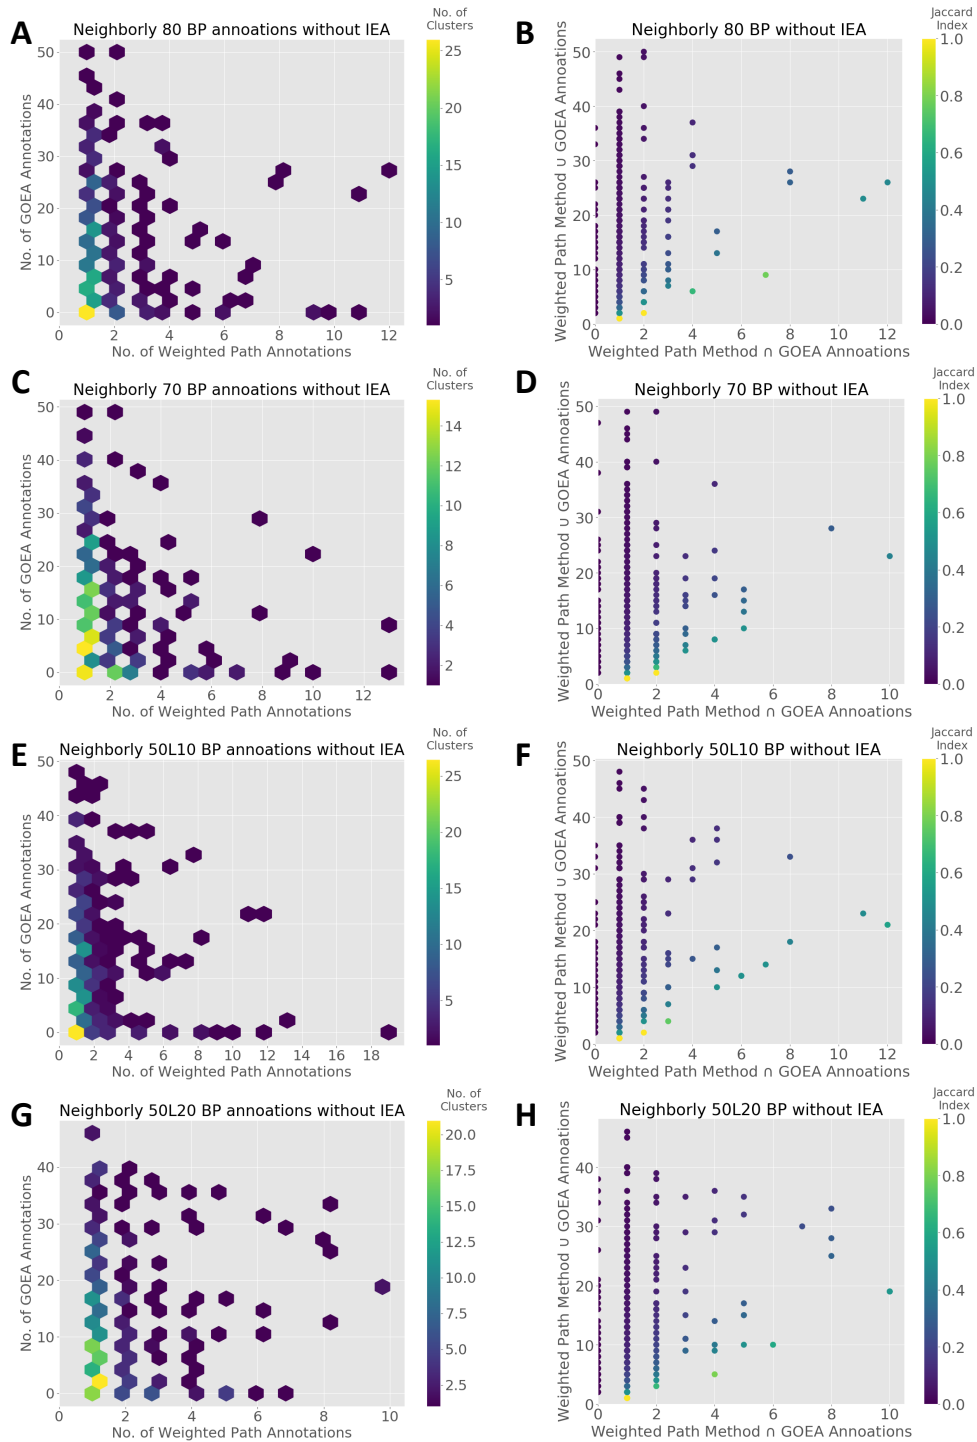 A
Neighborly 80 BP annoations without IEA
No. of
Clusters
50
40
30
20
10
0
No. of GOEA Annotations
0 2 4 6 8 10 12
No. of Weighted Path Annotations
25
20
15
10
5
B
Neighborly 80 BP without IEA
Jaccard
Index
50
40
30
20
10
0
Weighted Path Method ∪ GOEA Annoations
0 2 4 6 8 10 12
Weighted Path Method ∩ GOEA Annoations
1.0
0.8
0.6
0.4
0.2
0.0
C
Neighborly 70 BP annoations without IEA
No. of
Clusters
50
40
30
20
10
0
No. of GOEA Annotations
0 2 4 6 8 10 12
No. of Weighted Path Annotations
14
12
10
8
6
4
2
D
Neighborly 70 BP without IEA
Jaccard
Index
50
40
30
20
10
0
Weighted Path Method ∪ GOEA Annoations
0 2 4 6 8 10
Weighted Path Method ∩ GOEA Annoations
1.0
0.8
0.6
0.4
0.2
0.0
E
Neighborly 50L10 BP annoations without IEA
No. of
Clusters
50
40
30
20
10
0
No. of GOEA Annotations
0 2 4 6 8 10 12 14 16 18
No. of Weighted Path Annotations
25
20
15
10
5
F
Neighborly 50L10 BP without IEA
Jaccard
Index
50
40
30
20
10
0
Weighted Path Method ∪ GOEA Annoations
0 2 4 6 8 10 12
Weighted Path Method ∩ GOEA Annoations
1.0
0.8
0.6
0.4
0.2
0.0
G
Neighborly 50L20 BP annoations without IEA
No. of
Clusters
40
30
20
10
0
No. of GOEA Annotations
0 2 4 6 8 10
No. of Weighted Path Annotations
20.0
17.5
15.0
12.5
10.0
7.5
5.0
2.5
H
Neighborly 50L20 BP without IEA
Jaccard
Index
50
40
30
20
10
0
Weighted Path Method ∪ GOEA Annoations
0 2 4 6 8 10
Weighted Path Method ∩ GOEA Annoations
1.0
0.8
0.6
0.4
0.2
0.0